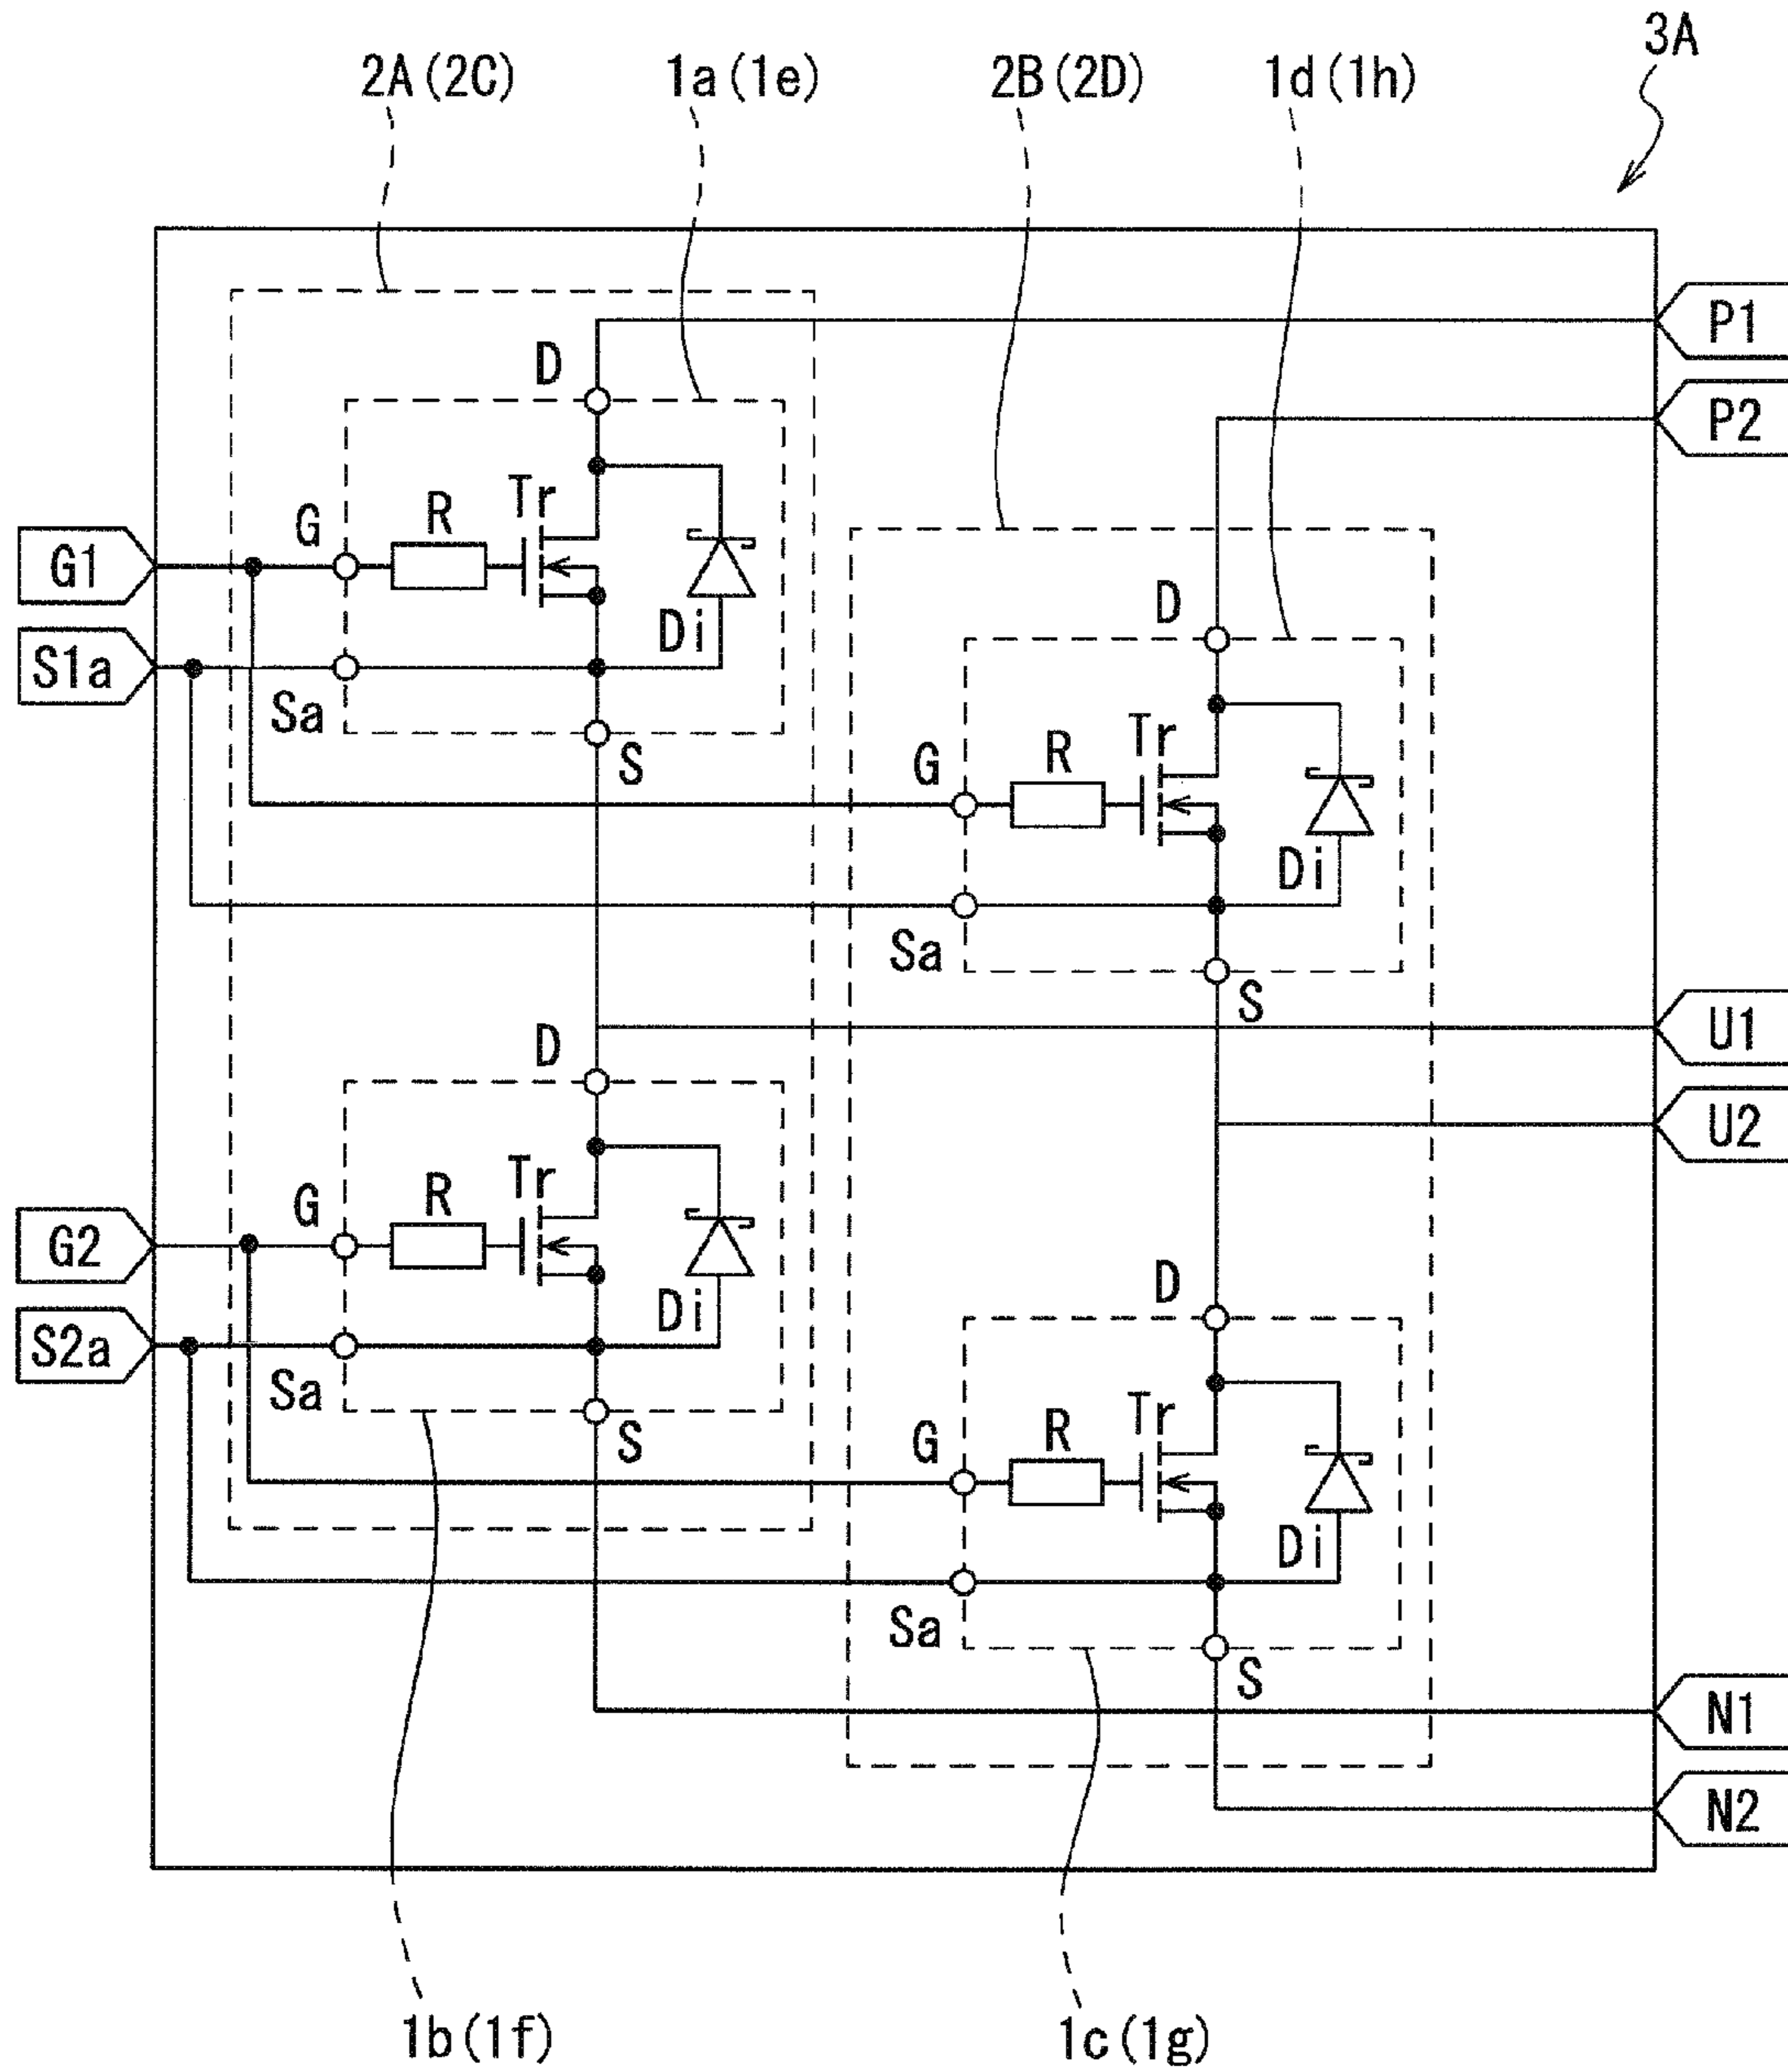 3A
2A(2C) 1a(1e) 2B(2D) 1d(1h)
P1
D
P2
G R Tr
G1
D
Di
S1a
Sa
S
G R Tr
Di
Sa
S
U1
D
U2
G R Tr
G2
D
Di
S2a
Sa
S
G R Tr
Di
Sa
S
N1
N2
1b(1f) 1c(1g)